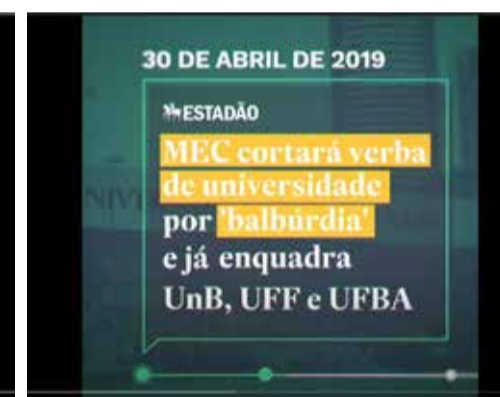 30 DE ABRIL DE 2019
ESTADÃO
MEC cortará verba
de universidade
por 'balbúrdia'
e já enquadra
UnB, UFF e UFBA